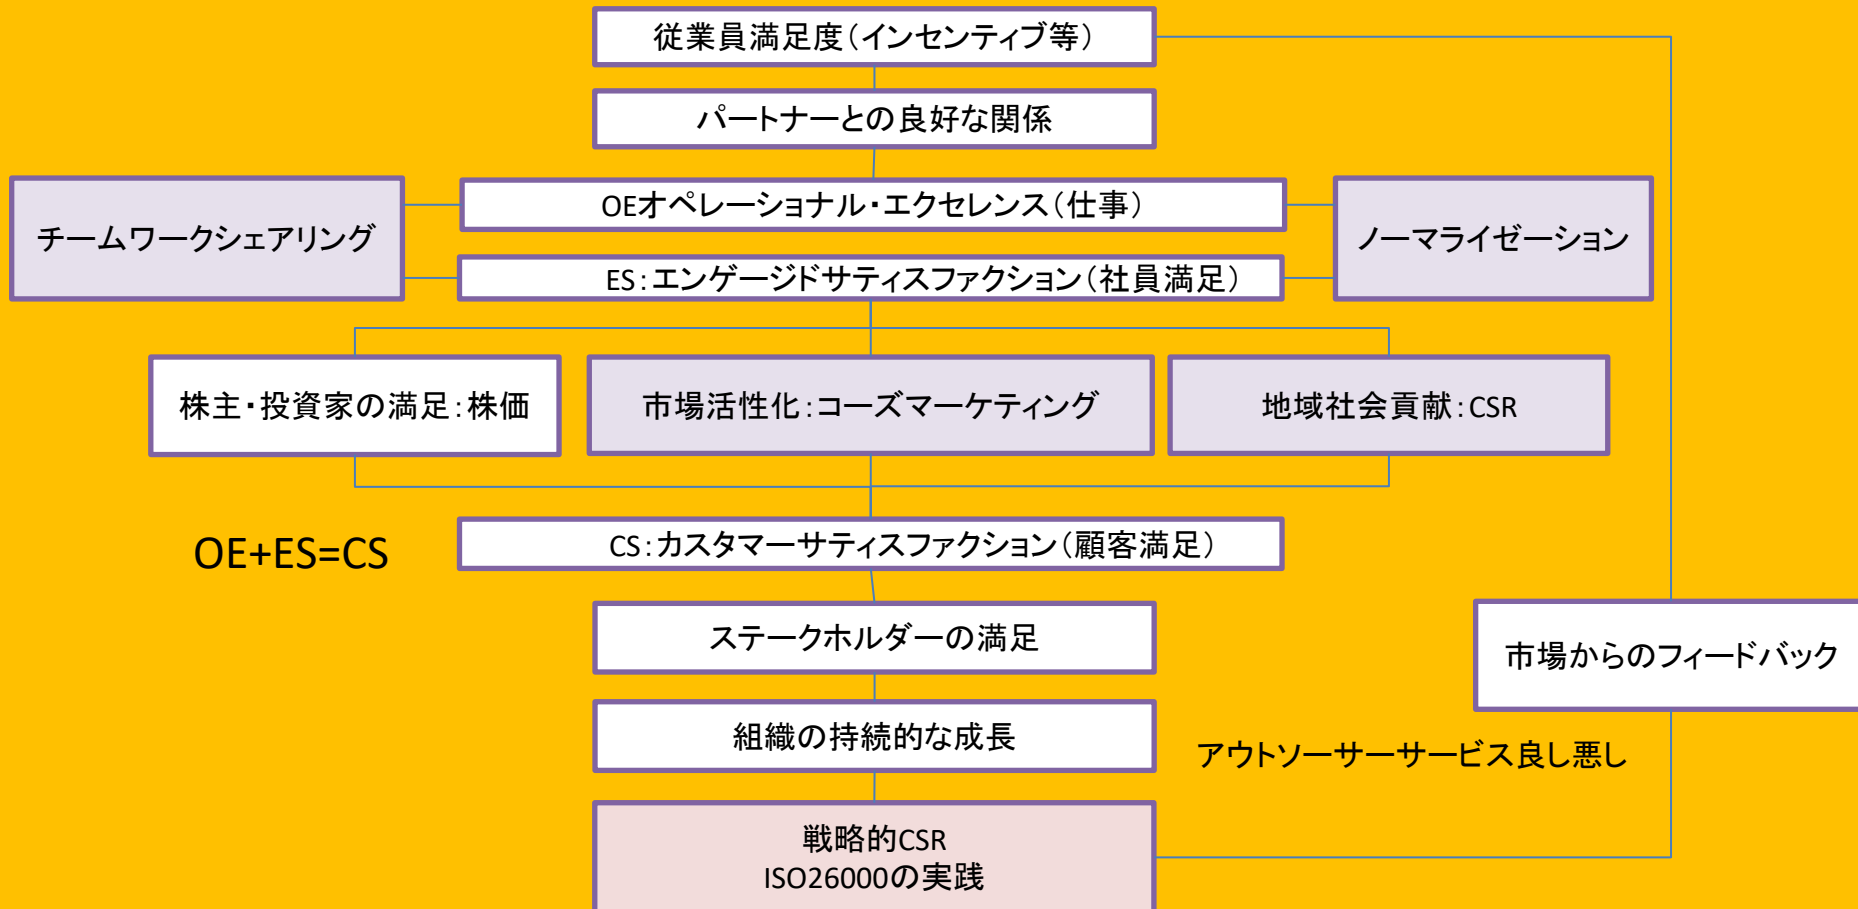 従業員満足度（インセンティブ等）
パートナーとの良好な関係
OEオペレーショナル・エクセレンス（仕事）
チームワークシェアリング
ノーマライゼーション
ES：エンゲージドサティスファクション（社員満足）
株主・投資家の満足：株価
市場活性化：コーズマーケティング
地域社会貢献：CSR
OE+ES=CS
CS：カスタマーサティスファクション（顧客満足）
ステークホルダーの満足
市場からのフィードバック
組織の持続的な成長
アウトソーサーサービス良し悪し
戦略的CSR
ISO26000の実践